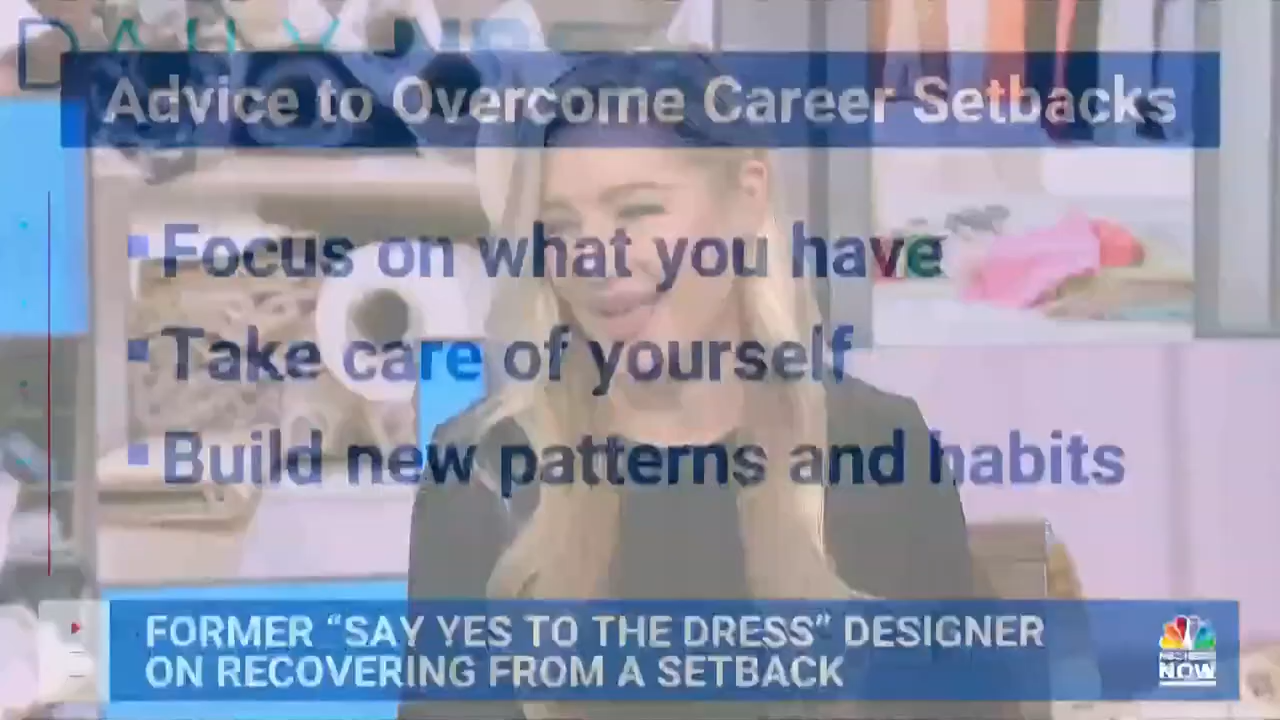 Advice to Overcome Career Setbacks
Focus on what you have
Take care of yourself
Build new patterns and habits
FORMER “SAY YES TO THE DRESS” DESIGNER
ON RECOVERING FROM A SETBACK
NOW